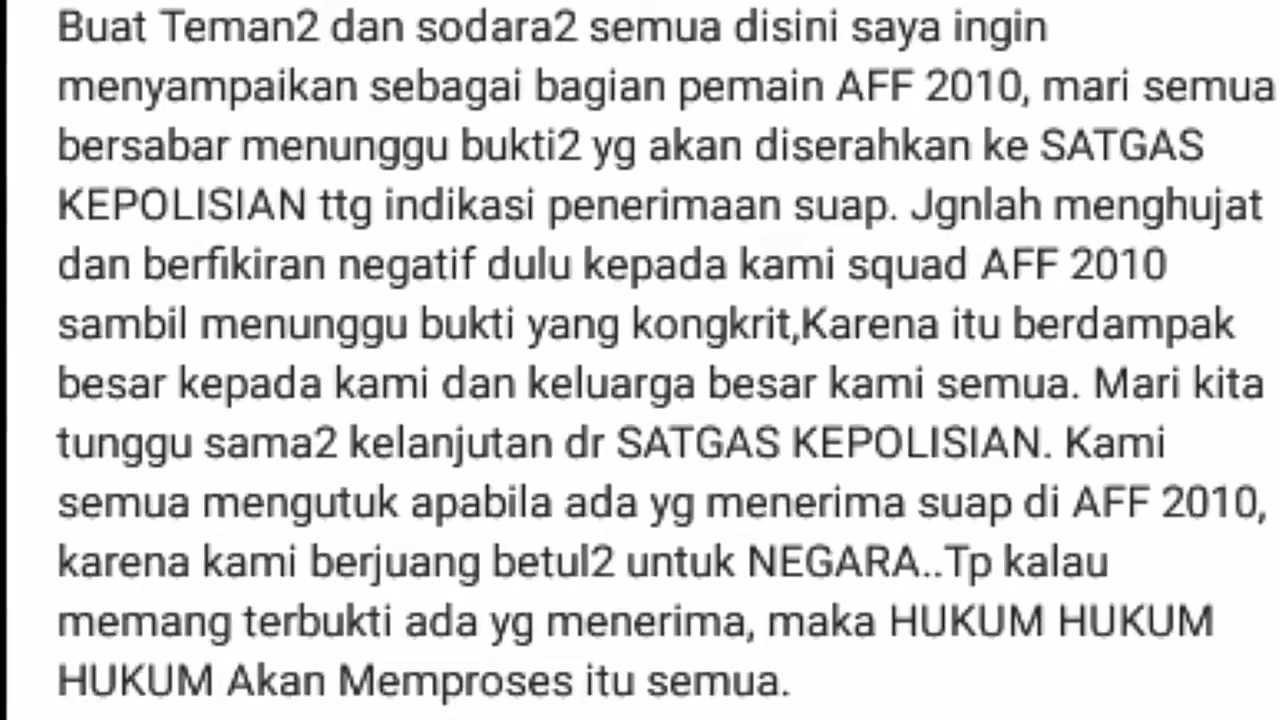 Buat Teman2 dan sodara2 semua disini saya ingin
menyampaikan sebagai bagian pemain AFF 2010, mari semua
bersabar menunggu bukti2 yg akan diserahkan ke SATGAS
KEPOLISIAN ttg indikasi penerimaan suap. Jgnlah menghujat
dan berfikiran negatif dulu kepada kami squad AFF 2010
sambil menunggu bukti yang kongkrit,Karena itu berdampak
besar kepada kami dan keluarga besar kami semua. Mari kita
tunggu sama2 kelanjutan dr SATGAS KEPOLISIAN. Kami
semua mengutuk apabila ada yg menerima suap di AFF 2010,
karena kami berjuang betul2 untuk NEGARA..Tp kalau
memang terbukti ada yg menerima, maka HUKUM HUKUM
HUKUM Akan Memproses itu semua.